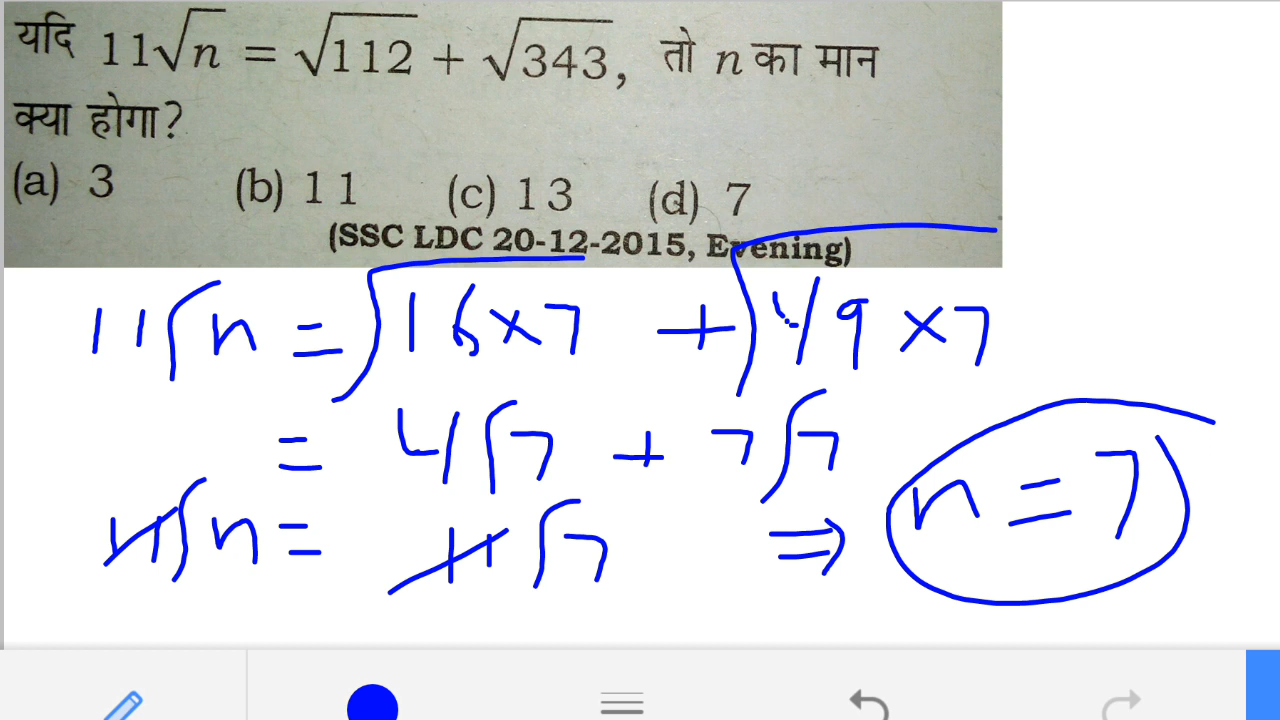 यदि 11√n = √112 + √343, तो n का मान
क्या होगा?
(a) 3 (b) 11 (c) 13 (d) 7
(SSC LDC 20-12-2015, Evening)
11√n = √16×7 + √49×7
= 4√7 + 7√7
11√n = 11√7 ⇒ n = 7